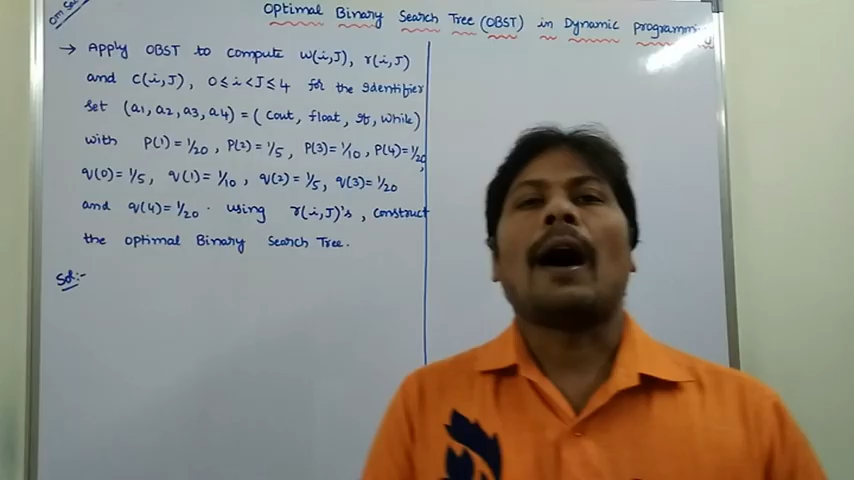 Om Sai
Optimal Binary Search Tree (OBST) in Dynamic programming
→ Apply OBST to compute w(i,J), r(i,J)
and c(i,J), 0≤i<J≤4 for the Identifier
set (a1, a2, a3, a4) = (cout, float, If, while)
with P(1)=1/20, P(2)=1/5, P(3)=1/10, P(4)=1/20,
q(0)=1/5, q(1)=1/10, q(2)=1/5, q(3)=1/20
and q(4)=1/20. using r(i,J)'s, construct
the optimal Binary Search Tree.
Sol:-